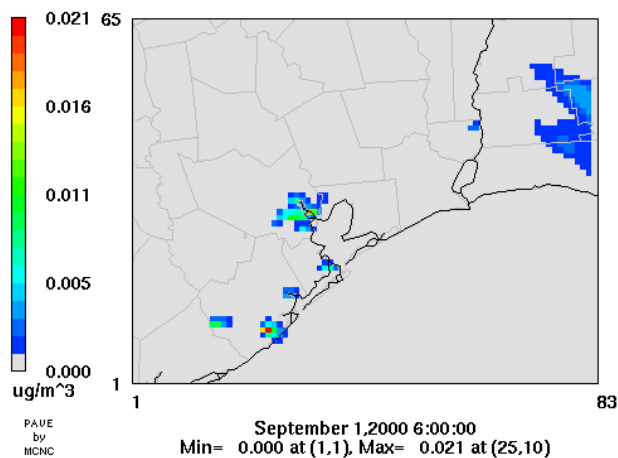 0.021
0.016
0.011
0.005
0.000
ug/m^3
65
1
1
83
PAVE
by
MCNC
September 1,2000 6:00:00
Min= 0.000 at (1,1), Max= 0.021 at (25,10)